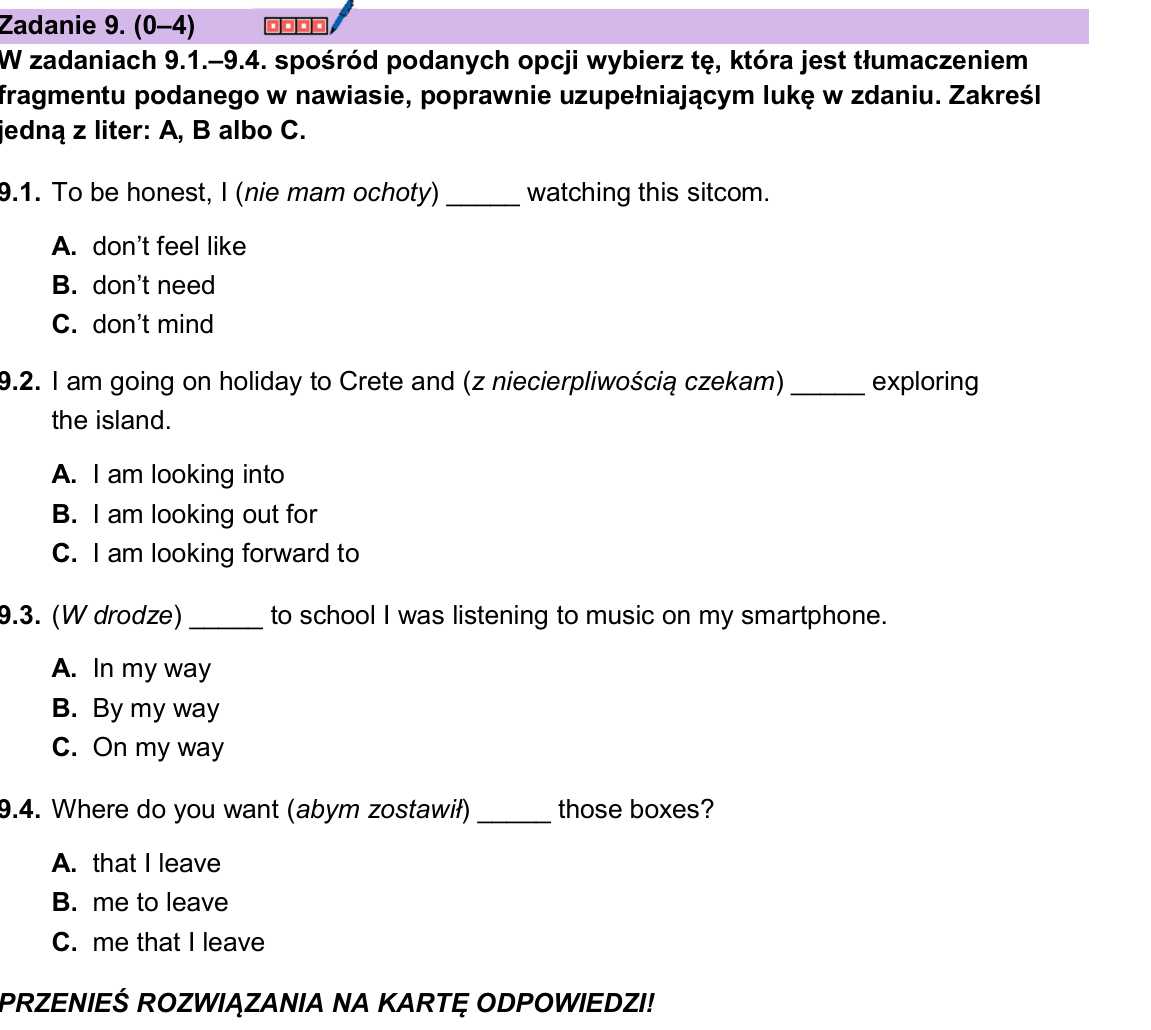 Zadanie 9. (0–4)
W zadaniach 9.1.–9.4. spośród podanych opcji wybierz tę, która jest tłumaczeniem
fragmentu podanego w nawiasie, poprawnie uzupełniającym lukę w zdaniu. Zakreśl
jedną z liter: A, B albo C.
9.1. To be honest, I (nie mam ochoty) _____ watching this sitcom.
A. don’t feel like
B. don’t need
C. don’t mind
9.2. I am going on holiday to Crete and (z niecierpliwością czekam) _____ exploring
the island.
A. I am looking into
B. I am looking out for
C. I am looking forward to
9.3. (W drodze) _____ to school I was listening to music on my smartphone.
A. In my way
B. By my way
C. On my way
9.4. Where do you want (abym zostawił) _____ those boxes?
A. that I leave
B. me to leave
C. me that I leave
PRZENIEŚ ROZWIĄZANIA NA KARTĘ ODPOWIEDZI!